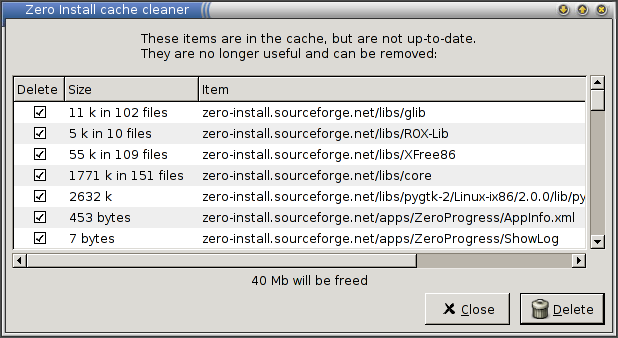 Zero Install cache cleaner
These items are in the cache, but are not up-to-date.
They are no longer useful and can be removed:
Delete Size Item
11 k in 102 files zero-install.sourceforge.net/libs/glib
5 k in 10 files zero-install.sourceforge.net/libs/ROX-Lib
55 k in 109 files zero-install.sourceforge.net/libs/XFree86
1771 k in 151 files zero-install.sourceforge.net/libs/core
2632 k zero-install.sourceforge.net/libs/pygtk-2/Linux-ix86/2.0.0/lib/py
453 bytes zero-install.sourceforge.net/apps/ZeroProgress/AppInfo.xml
7 bytes zero-install.sourceforge.net/apps/ZeroProgress/ShowLog
40 Mb will be freed
Close Delete